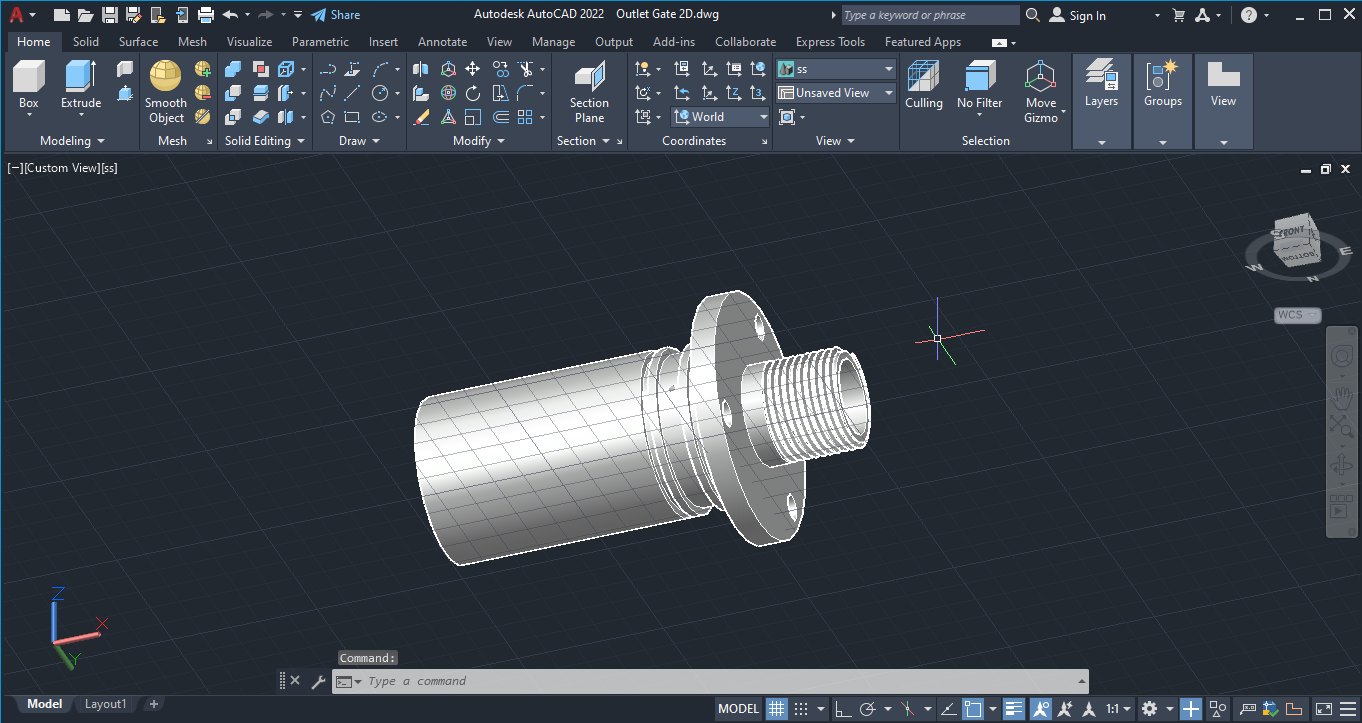 Share
Autodesk AutoCAD 2022 Outlet Gate 2D.dwg
Type a keyword or phrase
Sign In
Home Solid Surface Mesh Visualize Parametric Insert Annotate View Manage Output Add-ins Collaborate Express Tools Featured Apps
Box
Extrude
Smooth
Object
Section
Plane
World
ss
Unsaved View
Culling
No Filter
Move
Gizmo
Layers
Groups
View
Modeling
Mesh
Solid Editing
Draw
Modify
Section
Coordinates
View
Selection
[−][Custom View][ss]
FRONT
BOTTOM
W
E
N
WCS
Z
X
Y
Command:
Type a command
Model
Layout1
MODEL
1:1